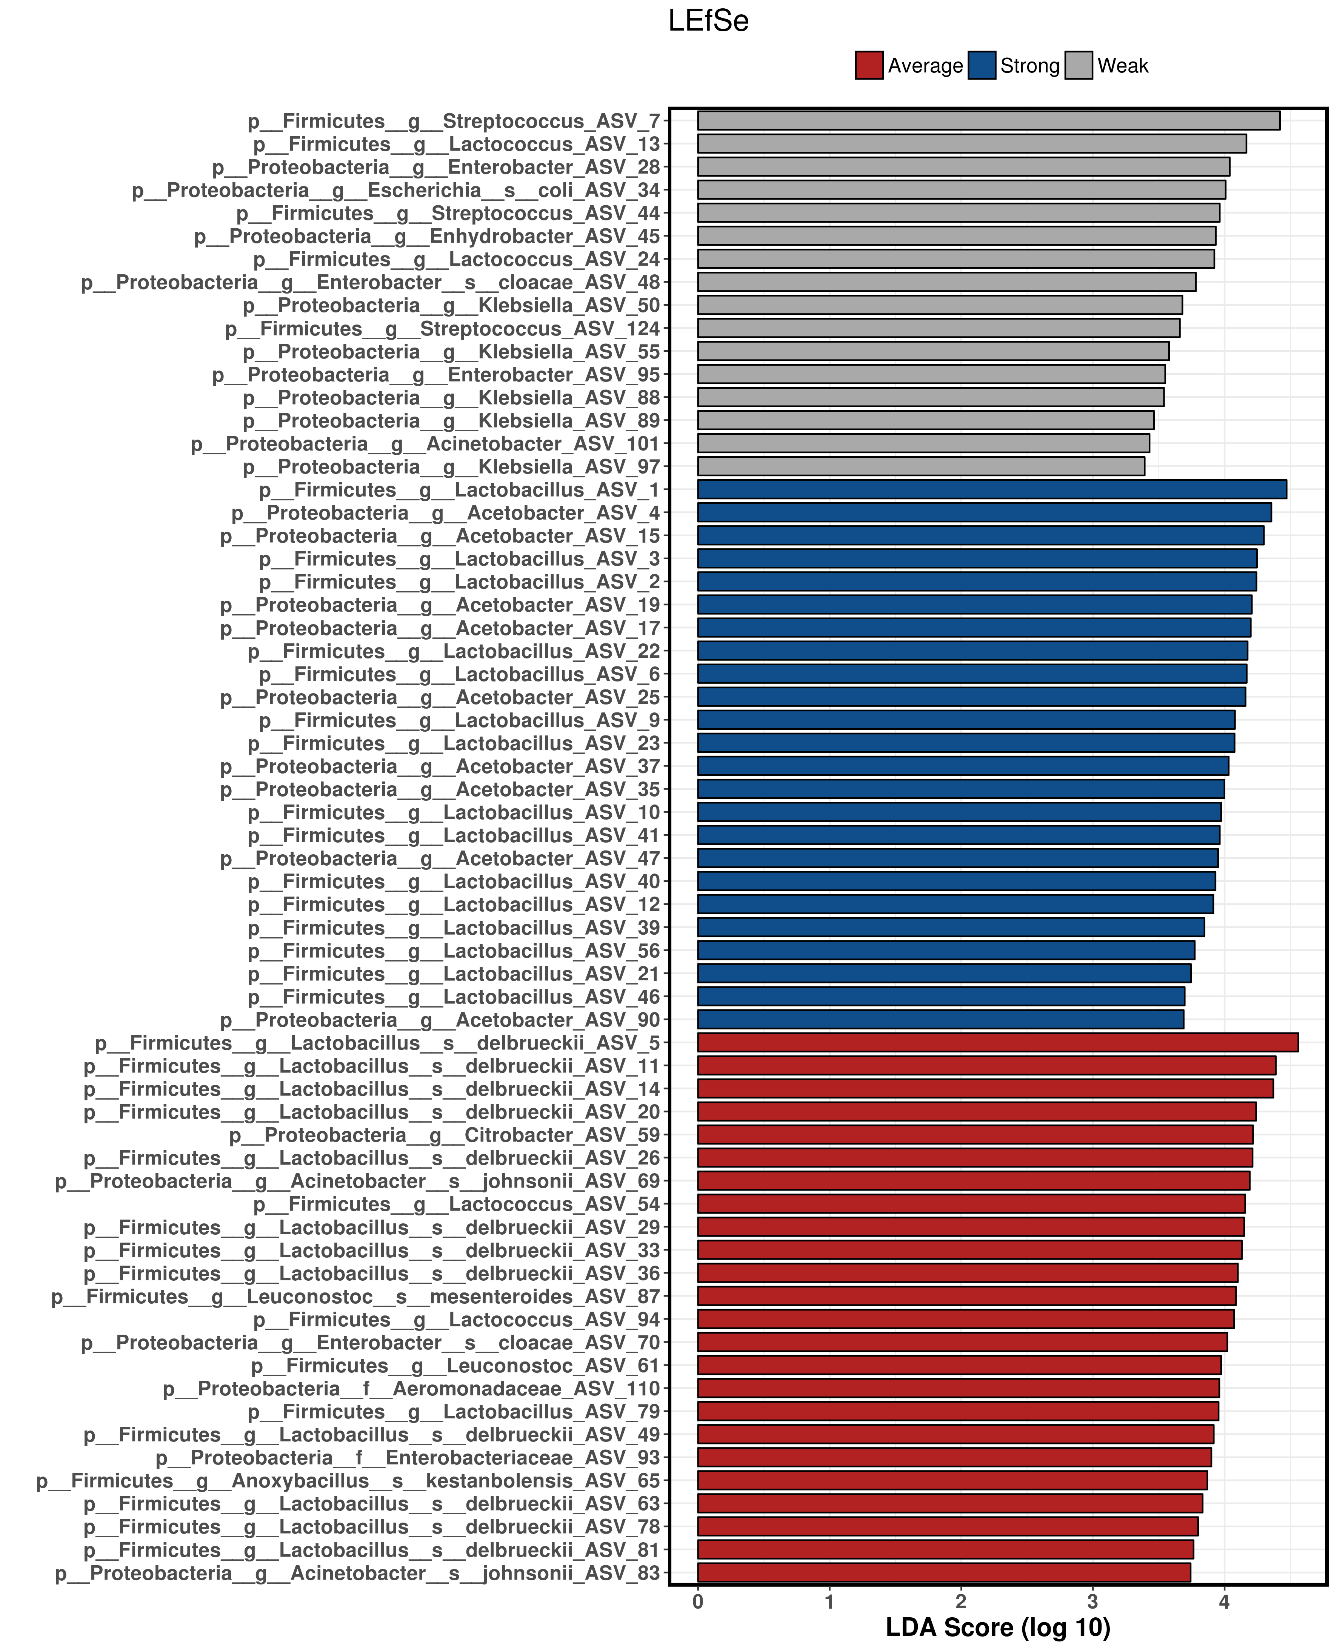 LEfSe
Average Strong Weak
p__Firmicutes__g__Streptococcus_ASV_7
p__Firmicutes__g__Lactococcus_ASV_13
p__Proteobacteria__g__Enterobacter_ASV_28
p__Proteobacteria__g__Escherichia__s__coli_ASV_34
p__Firmicutes__g__Streptococcus_ASV_44
p__Proteobacteria__g__Enhydrobacter_ASV_45
p__Firmicutes__g__Lactococcus_ASV_24
p__Proteobacteria__g__Enterobacter__s__cloacae_ASV_48
p__Proteobacteria__g__Klebsiella_ASV_50
p__Firmicutes__g__Streptococcus_ASV_124
p__Proteobacteria__g__Klebsiella_ASV_55
p__Proteobacteria__g__Enterobacter_ASV_95
p__Proteobacteria__g__Klebsiella_ASV_88
p__Proteobacteria__g__Klebsiella_ASV_89
p__Proteobacteria__g__Acinetobacter_ASV_101
p__Proteobacteria__g__Klebsiella_ASV_97
p__Firmicutes__g__Lactobacillus_ASV_1
p__Proteobacteria__g__Acetobacter_ASV_4
p__Proteobacteria__g__Acetobacter_ASV_15
p__Firmicutes__g__Lactobacillus_ASV_3
p__Firmicutes__g__Lactobacillus_ASV_2
p__Proteobacteria__g__Acetobacter_ASV_19
p__Proteobacteria__g__Acetobacter_ASV_17
p__Firmicutes__g__Lactobacillus_ASV_22
p__Firmicutes__g__Lactobacillus_ASV_6
p__Proteobacteria__g__Acetobacter_ASV_25
p__Firmicutes__g__Lactobacillus_ASV_9
p__Firmicutes__g__Lactobacillus_ASV_23
p__Proteobacteria__g__Acetobacter_ASV_37
p__Proteobacteria__g__Acetobacter_ASV_35
p__Firmicutes__g__Lactobacillus_ASV_10
p__Firmicutes__g__Lactobacillus_ASV_41
p__Proteobacteria__g__Acetobacter_ASV_47
p__Firmicutes__g__Lactobacillus_ASV_40
p__Firmicutes__g__Lactobacillus_ASV_12
p__Firmicutes__g__Lactobacillus_ASV_39
p__Firmicutes__g__Lactobacillus_ASV_56
p__Firmicutes__g__Lactobacillus_ASV_21
p__Firmicutes__g__Lactobacillus_ASV_46
p__Proteobacteria__g__Acetobacter_ASV_90
p__Firmicutes__g__Lactobacillus__s__delbrueckii_ASV_5
p__Firmicutes__g__Lactobacillus__s__delbrueckii_ASV_11
p__Firmicutes__g__Lactobacillus__s__delbrueckii_ASV_14
p__Firmicutes__g__Lactobacillus__s__delbrueckii_ASV_20
p__Proteobacteria__g__Citrobacter_ASV_59
p__Firmicutes__g__Lactobacillus__s__delbrueckii_ASV_26
p__Proteobacteria__g__Acinetobacter__s__johnsonii_ASV_69
p__Firmicutes__g__Lactococcus_ASV_54
p__Firmicutes__g__Lactobacillus__s__delbrueckii_ASV_29
p__Firmicutes__g__Lactobacillus__s__delbrueckii_ASV_33
p__Firmicutes__g__Lactobacillus__s__delbrueckii_ASV_36
p__Firmicutes__g__Leuconostoc__s__mesenteroides_ASV_87
p__Firmicutes__g__Lactococcus_ASV_94
p__Proteobacteria__g__Enterobacter__s__cloacae_ASV_70
p__Firmicutes__g__Leuconostoc_ASV_61
p__Proteobacteria__f__Aeromonadaceae_ASV_110
p__Firmicutes__g__Lactobacillus_ASV_79
p__Firmicutes__g__Lactobacillus__s__delbrueckii_ASV_49
p__Proteobacteria__f__Enterobacteriaceae_ASV_93
p__Firmicutes__g__Anoxybacillus__s__kestanbolensis_ASV_65
p__Firmicutes__g__Lactobacillus__s__delbrueckii_ASV_63
p__Firmicutes__g__Lactobacillus__s__delbrueckii_ASV_78
p__Firmicutes__g__Lactobacillus__s__delbrueckii_ASV_81
p__Proteobacteria__g__Acinetobacter__s__johnsonii_ASV_83
0 1 2 3 4
LDA Score (log 10)